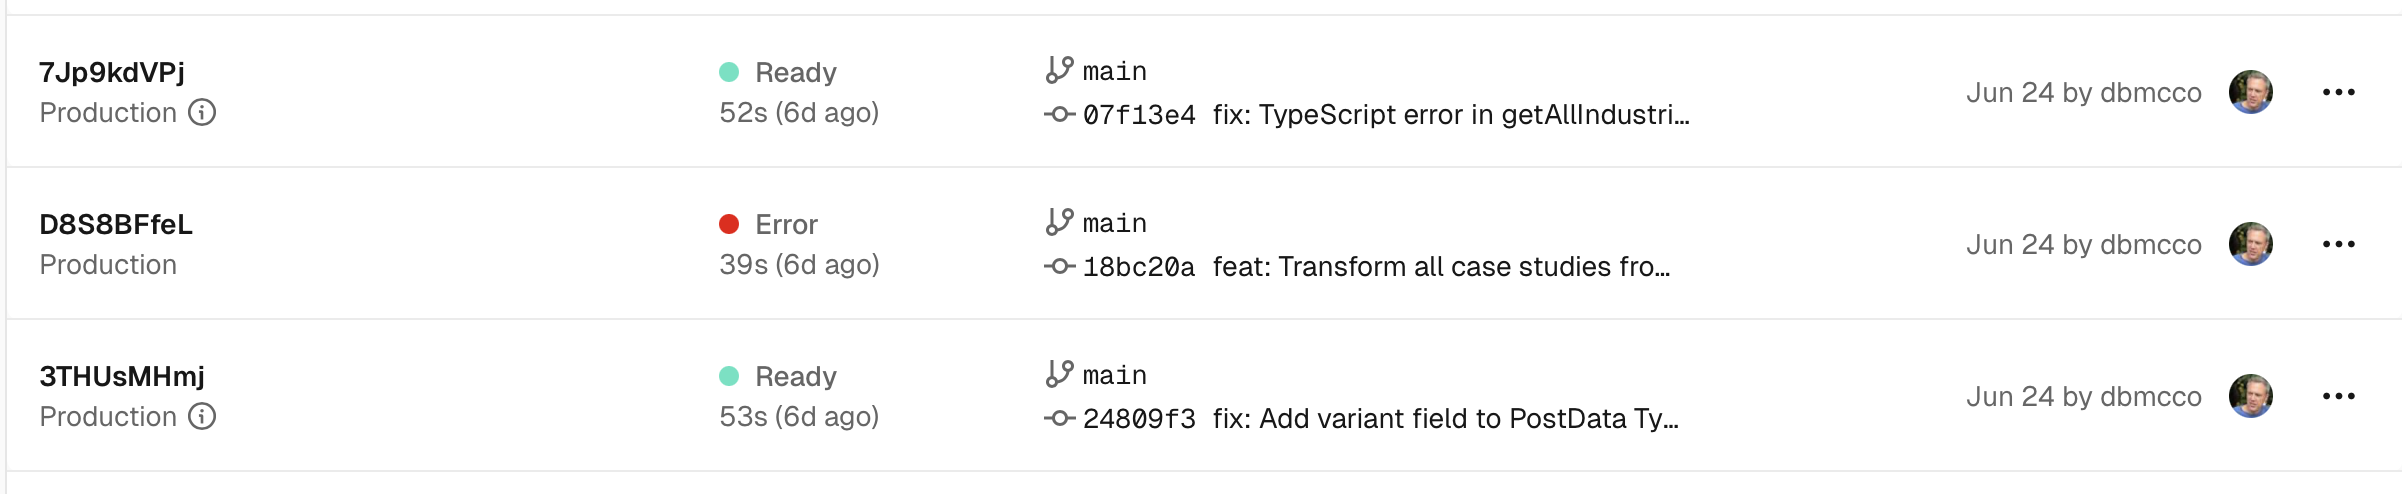 7Jp9kdVPj
Production
Ready
52s (6d ago)
main
07f13e4 fix: TypeScript error in getAllIndustri...
Jun 24 by dbmcco
D8S8BFfeL
Production
Error
39s (6d ago)
main
18bc20a feat: Transform all case studies fro...
Jun 24 by dbmcco
3THUsMHmj
Production
Ready
53s (6d ago)
main
24809f3 fix: Add variant field to PostData Ty...
Jun 24 by dbmcco